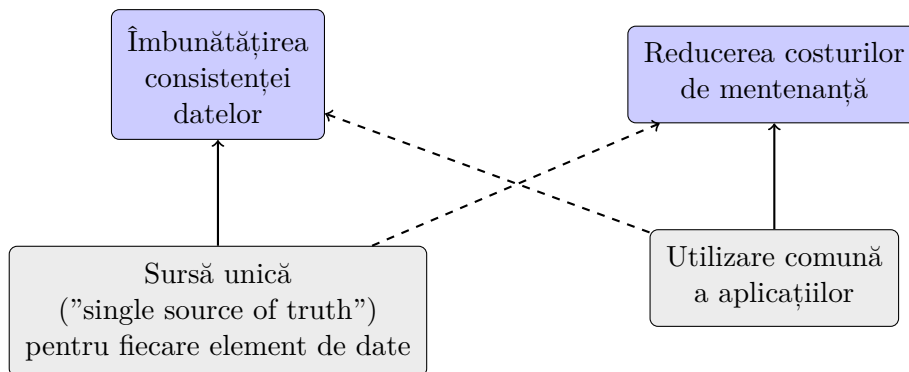 Îmbunătățirea
consistenței
datelor
Reducerea costurilor
de mentenanță
Sursă unică
(”single source of truth”)
pentru fiecare element de date
Utilizare comună
a aplicațiilor